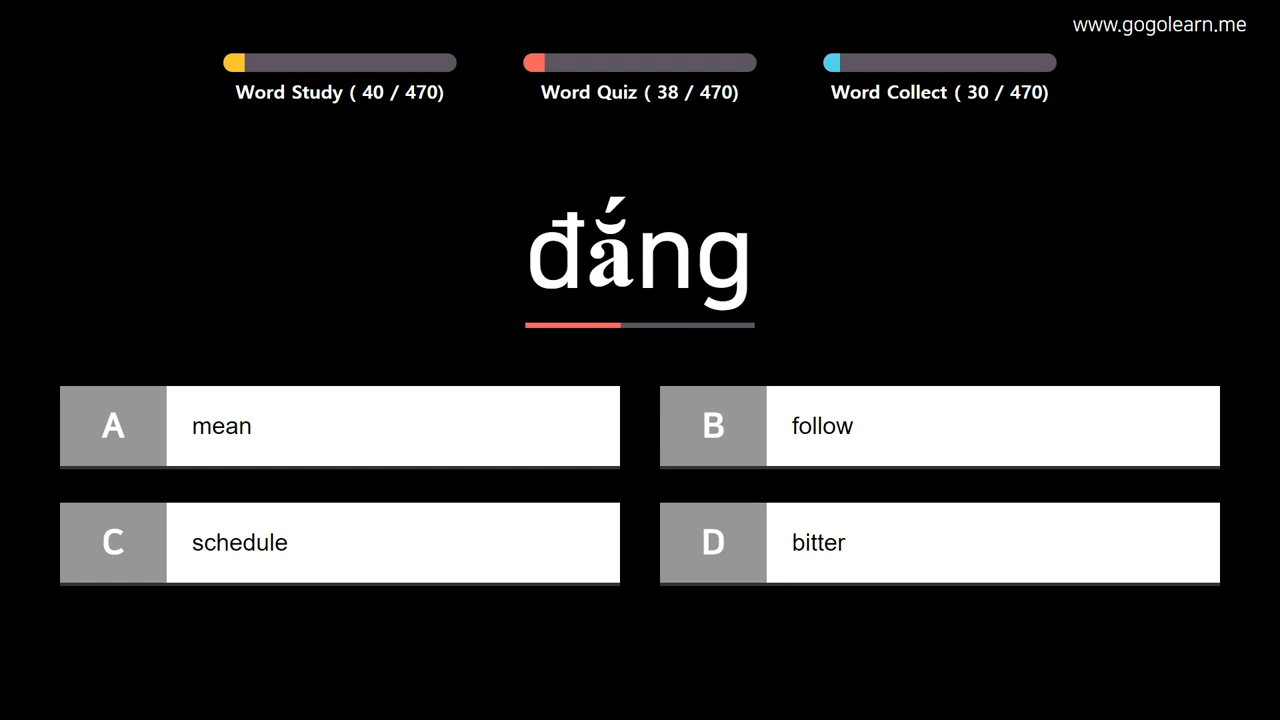 www.gogolearn.me
Word Study ( 40 / 470)
Word Quiz ( 38 / 470)
Word Collect ( 30 / 470)
đắng
A mean
B follow
C schedule
D bitter